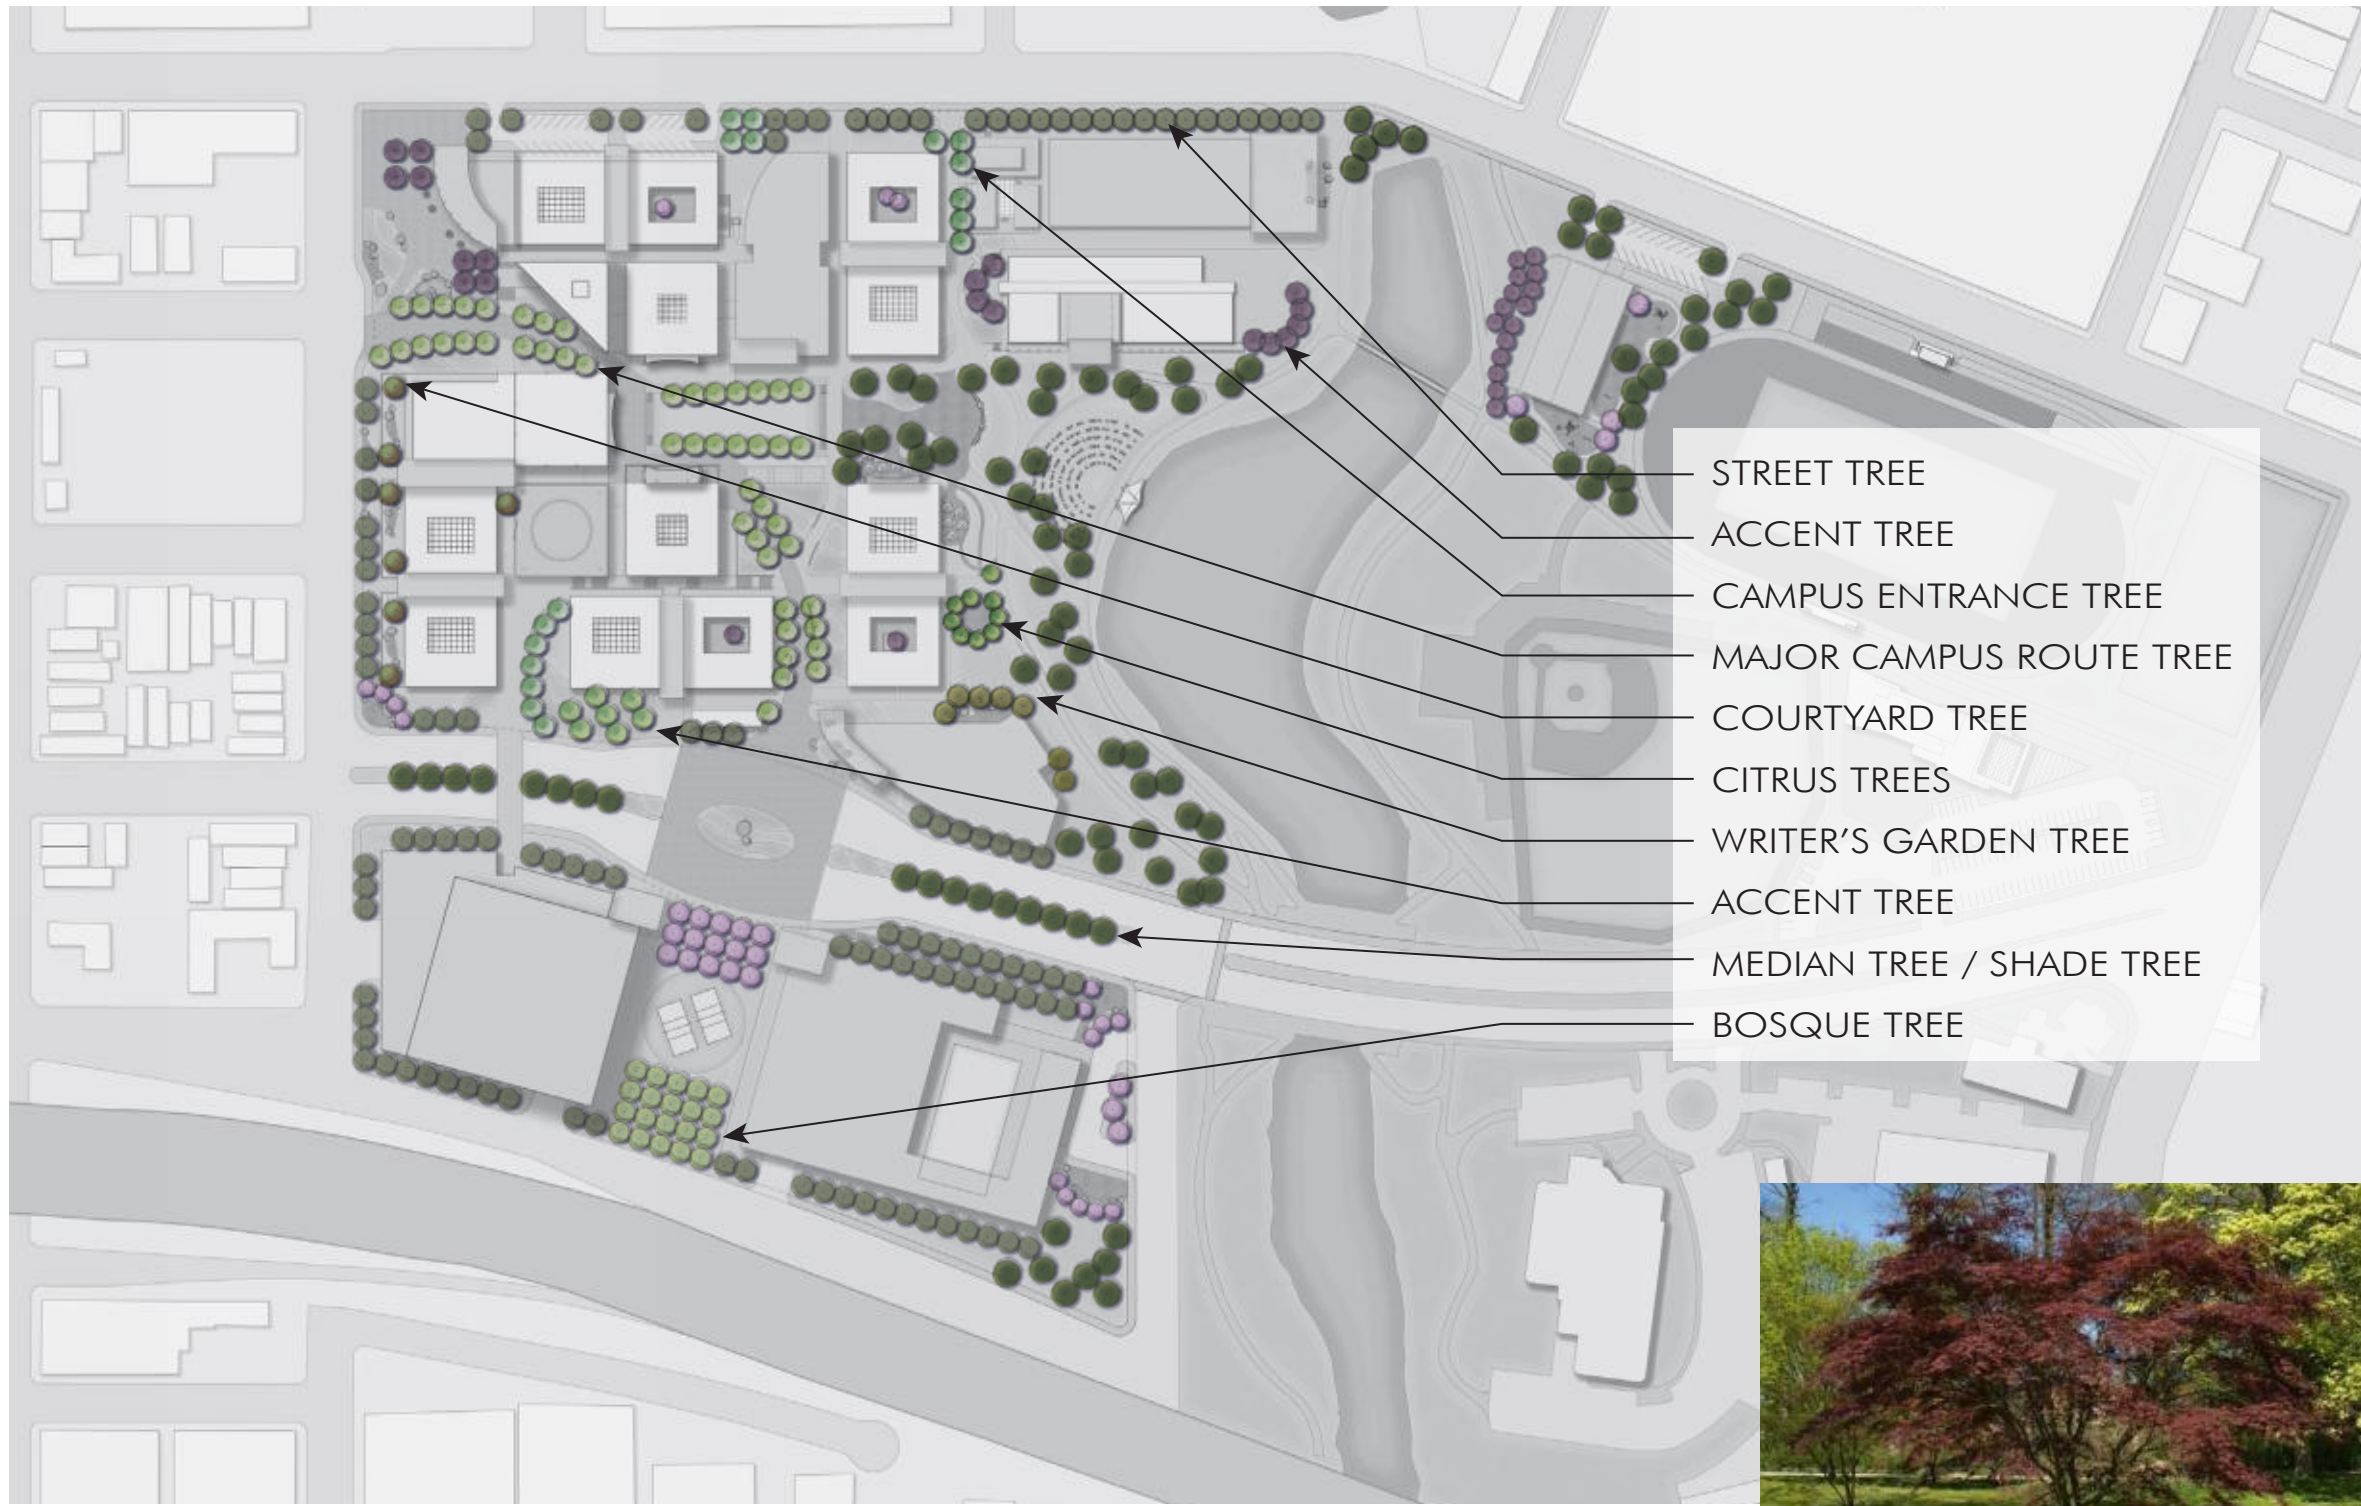 STREET TREE
ACCENT TREE
CAMPUS ENTRANCE TREE
MAJOR CAMPUS ROUTE TREE
COURTYARD TREE
CITRUS TREES
WRITER’S GARDEN TREE
ACCENT TREE
MEDIAN TREE / SHADE TREE
BOSQUE TREE